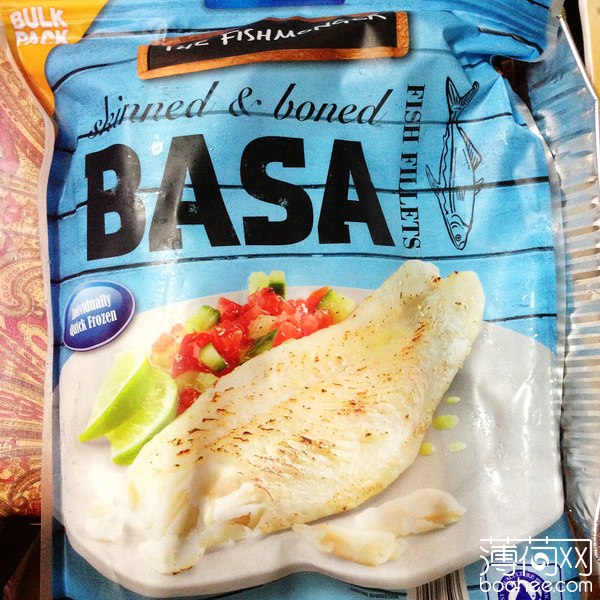 BULK
PACK
THE FISHMONGER
skinned & boned
BASA
FISH FILLETS
Individually
Quick Frozen
薄荷网
boohee.com